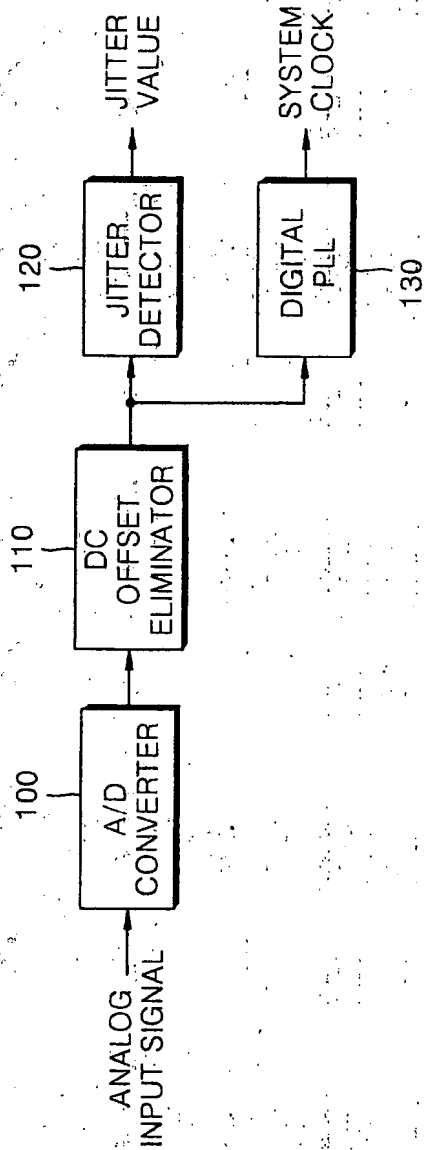 ANALOG
INPUT SIGNAL
100
A/D
CONVERTER
110
DC
OFFSET
ELIMINATOR
120
JITTER
DETECTOR
JITTER
VALUE
DIGITAL
PLL
130
SYSTEM
CLOCK